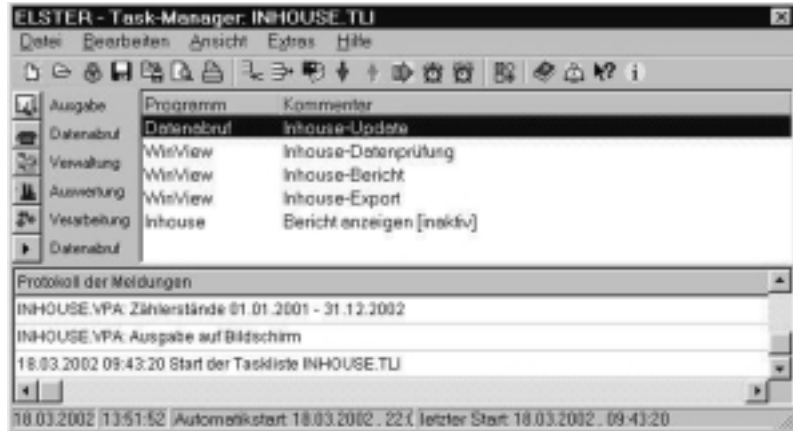 ELSTER - Task-Manager: INHOUSE.TLI
Datei Bearbeiten Ansicht Extras Hilfe
Ausgabe
Datenabruf
Verwaltung
Auswertung
Verarbeitung
Datenabruf
Programm Kommentar
Datenabruf Inhouse-Update
WinView Inhouse-Datenprüfung
WinView Inhouse-Bericht
WinView Inhouse-Export
Inhouse Bericht anzeigen [inaktiv]
Protokoll der Meldungen
INHOUSE.VPA: Zählerstände 01.01.2001 - 31.12.2002
INHOUSE.VPA: Ausgabe auf Bildschirm
18.03.2002 09:43:20 Start der Taskliste INHOUSE.TLI
18.03.2002 13:51:52 Automatikstart: 18.03.2002 , 22:( letzter Start: 18.03.2002 , 09:43:20